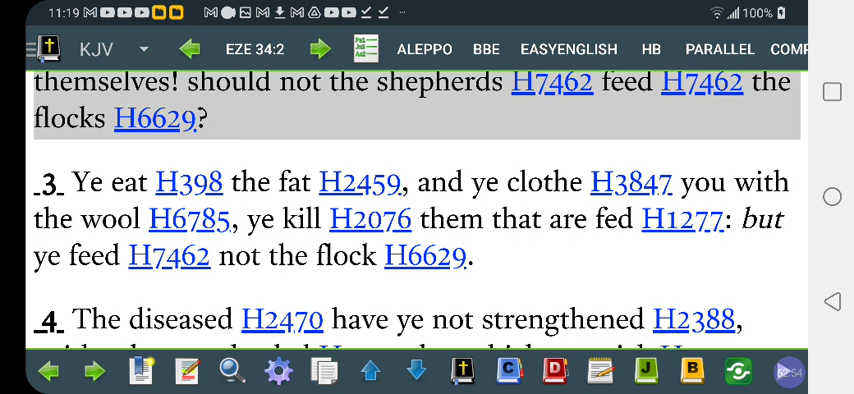 11:19 100%
KJV EZE 34:2 ALEPPO BBE EASYENGLISH HB PARALLEL COMP
themselves! should not the shepherds H7462 feed H7462 the
flocks H6629?
3 Ye eat H398 the fat H2459, and ye clothe H3847 you with
the wool H6785, ye kill H2076 them that are fed H1277: but
ye feed H7462 not the flock H6629.
4 The diseased H2470 have ye not strengthened H2388,
C D J B 62:54